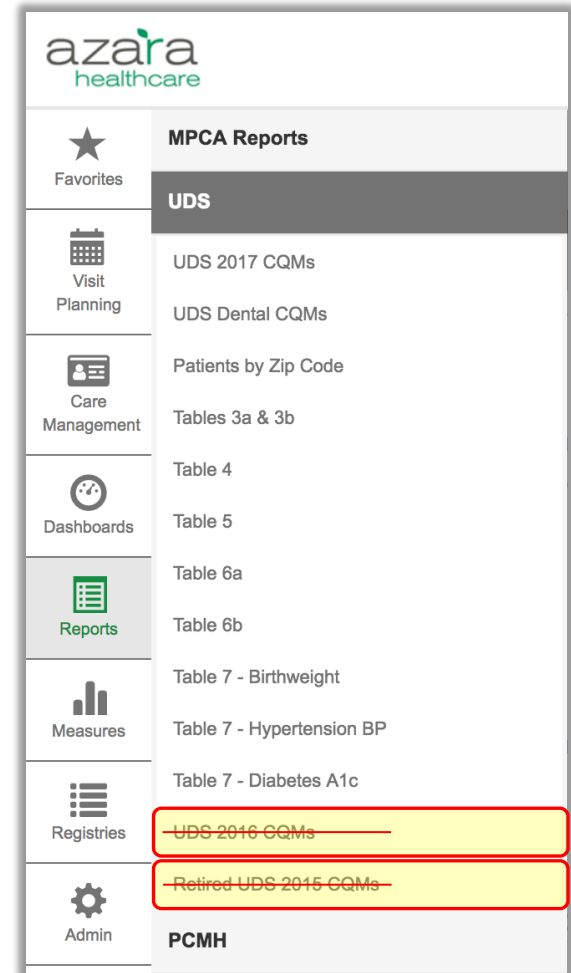 azara
healthcare
Favorites
Visit
Planning
Care
Management
Dashboards
Reports
Measures
Registries
Admin
MPCA Reports
UDS
UDS 2017 CQMs
UDS Dental CQMs
Patients by Zip Code
Tables 3a & 3b
Table 4
Table 5
Table 6a
Table 6b
Table 7 - Birthweight
Table 7 - Hypertension BP
Table 7 - Diabetes A1c
UDS 2016 CQMs
Retired UDS 2015 CQMs
PCMH